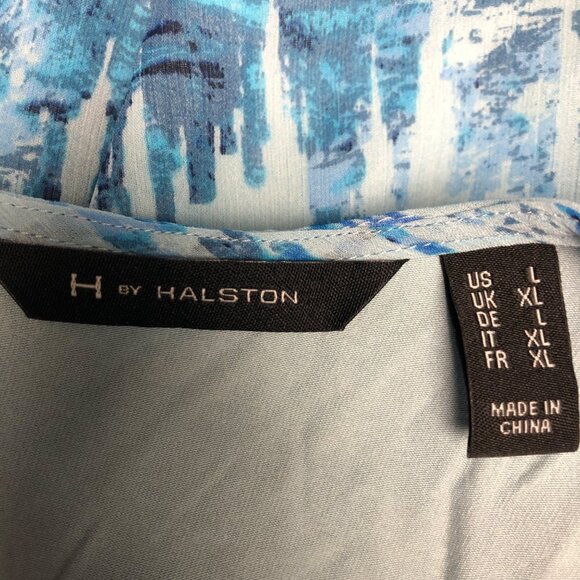 H BY HALSTON
US L
UK XL
DE L
IT XL
FR XL
MADE IN
CHINA